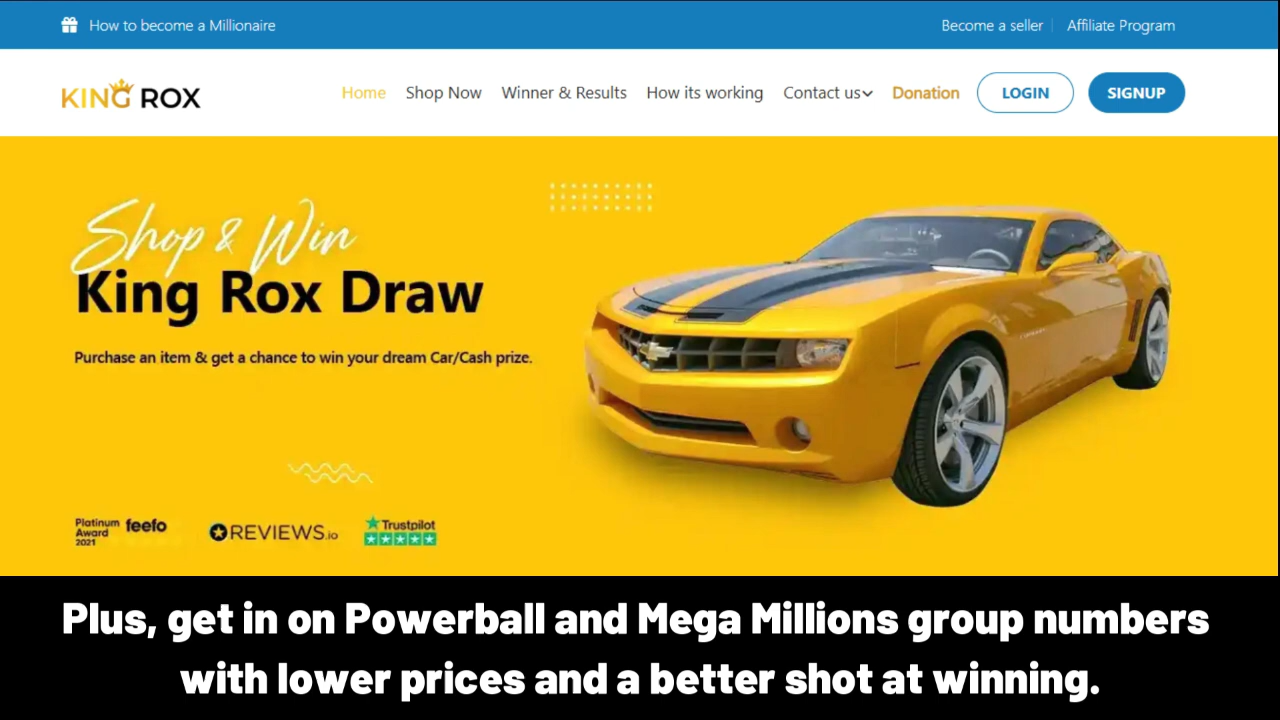 How to become a Millionaire
Become a seller
Affiliate Program
KING ROX
Home
Shop Now
Winner & Results
How its working
Contact us
Donation
LOGIN
SIGNUP
Shop & Win
King Rox Draw
Purchase an item & get a chance to win your dream Car/Cash prize.
Platinum
Award
2021
feefo
REVIEWS.io
Trustpilot
Plus, get in on Powerball and Mega Millions group numbers
with lower prices and a better shot at winning.